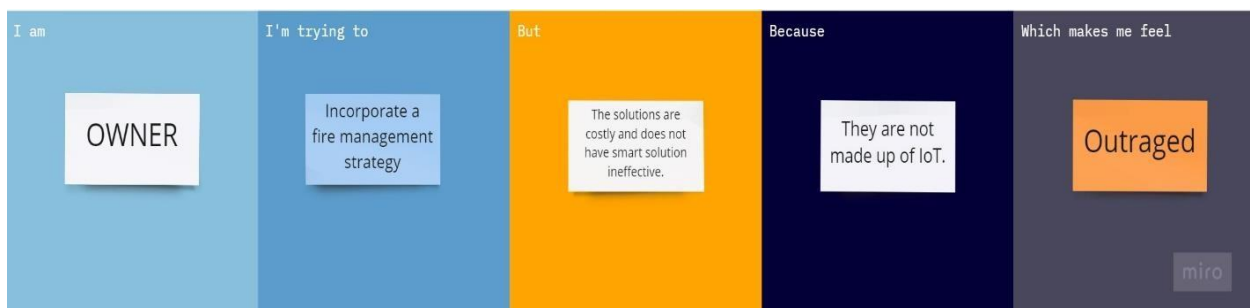 I am
OWNER
I'm trying to
Incorporate a
fire management
strategy
But
The solutions are
costly and does not
have smart solution
ineffective.
Because
They are not
made up of IoT.
Which makes me feel
Outraged
miro